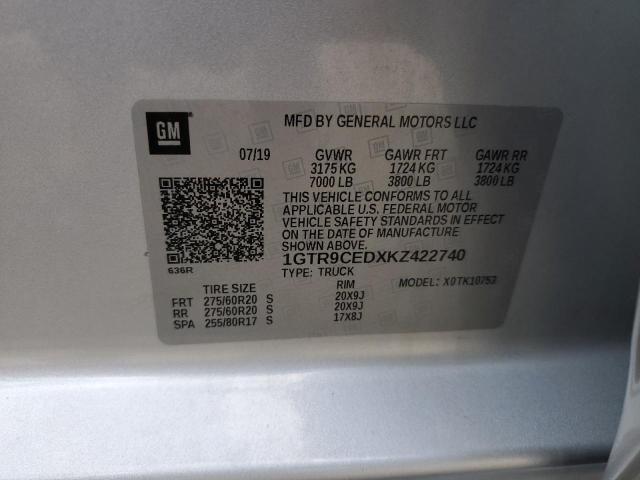 GM
MFD BY GENERAL MOTORS LLC
07/19 GVWR GAWR FRT GAWR RR
3175 KG 1724 KG 1724 KG
7000 LB 3800 LB 3800 LB
THIS VEHICLE CONFORMS TO ALL
APPLICABLE U.S. FEDERAL MOTOR
VEHICLE SAFETY STANDARDS IN EFFECT
ON THE DATE OF MANUFACTURE
SHOWN ABOVE.
1GTR9CEDXKZ422740
636R
TYPE: TRUCK
MODEL: X0TK10753
TIRE SIZE RIM
FRT 275/60R20 S 20X9J
RR 275/60R20 S 20X9J
SPA 255/80R17 S 17X8J